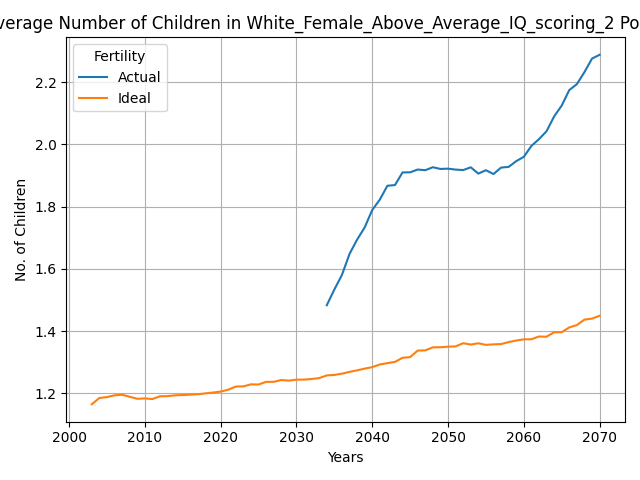 verage Number of Children in White_Female_Above_Average_IQ_scoring_2 Po
Fertility
Actual
Ideal
No. of Children
2.2
2.0
1.8
1.6
1.4
1.2
2000 2010 2020 2030 2040 2050 2060 2070
Years